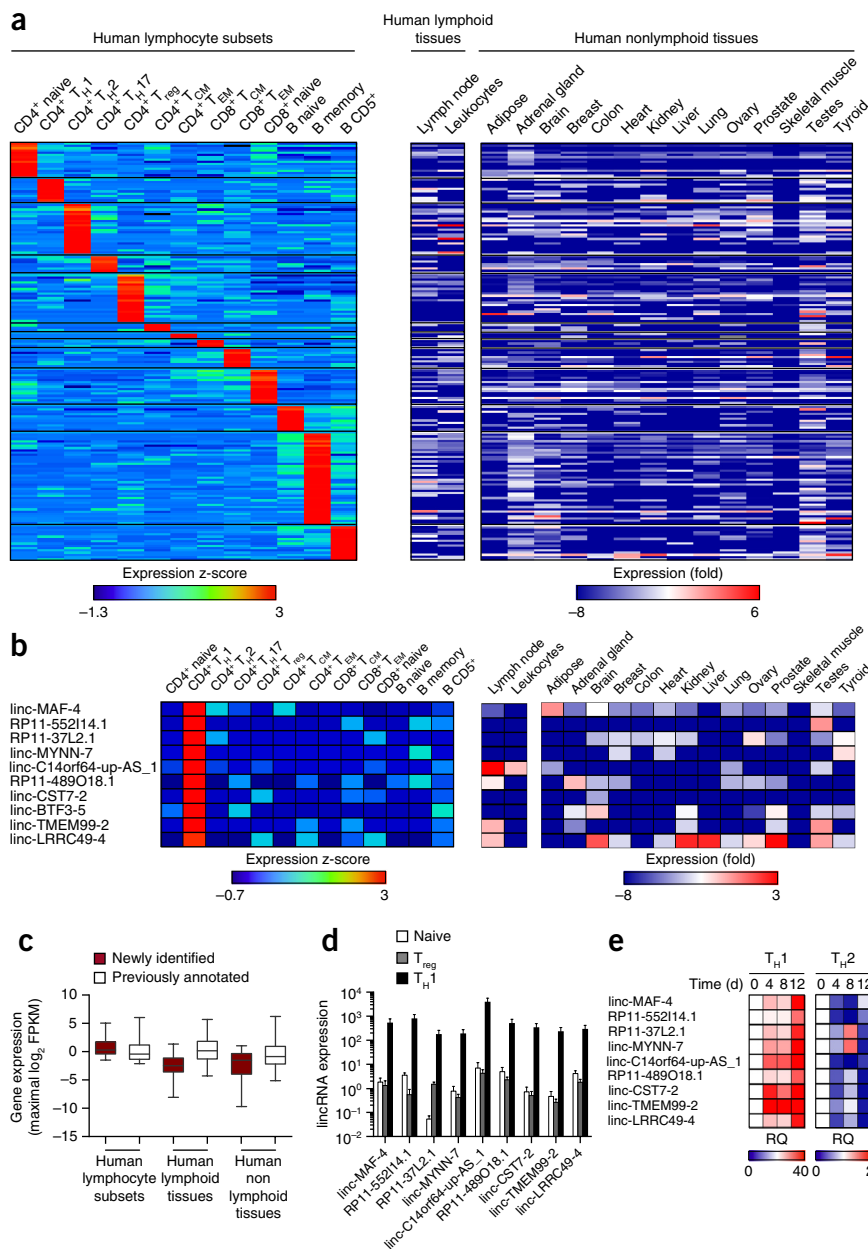 a
Human lymphocyte subsets
Human lymphoid
tissues
Human nonlymphoid tissues
CD4+ naive
CD4+ TH1
CD4+ TH2
CD4+ TH17
CD4+ Treg
CD4+ TCM
CD4+ TEM
CD8+ TCM
CD8+ TEM
CD8+ naive
B naive
B memory
B CD5+
Lymph node
Leukocytes
Adipose
Adrenal gland
Brain
Breast
Colon
Heart
Kidney
Liver
Lung
Ovary
Prostate
Skeletal muscle
Testes
Tyroid
Expression z-score
–1.3
3
Expression (fold)
–8
6
b
CD4+ naive
CD4+ TH1
CD4+ TH2
CD4+ TH17
CD4+ Treg
CD4+ TCM
CD4+ TEM
CD8+ TCM
CD8+ TEM
CD8+ naive
B naive
B memory
B CD5+
Lymph node
Leukocytes
Adipose
Adrenal gland
Brain
Breast
Colon
Heart
Kidney
Liver
Lung
Ovary
Prostate
Skeletal muscle
Testes
Tyroid
linc-MAF-4
RP11-552I14.1
RP11-37L2.1
linc-MYNN-7
linc-C14orf64-up-AS_1
RP11-489O18.1
linc-CST7-2
linc-BTF3-5
linc-TMEM99-2
linc-LRRC49-4
Expression z-score
–0.7
3
Expression (fold)
–8
3
c
Newly identified
Previously annotated
Gene expression
(maximal log2 FPKM)
10
5
0
–5
–10
–15
Human
lymphocyte
subsets
Human
lymphoid
tissues
Human
non
lymphoid
tissues
d
Naive
Treg
TH1
lincRNA expression
10^4
10^3
10^2
10^1
10^0
10^–1
10^–2
linc-MAF-4
RP11-552I14.1
RP11-37L2.1
linc-MYNN-7
linc-C14orf64-up-AS_1
RP11-489O18.1
linc-CST7-2
linc-TMEM99-2
linc-LRRC49-4
e
TH1
TH2
Time (d)
0 4 8 12
0 4 8 12
linc-MAF-4
RP11-552I14.1
RP11-37L2.1
linc-MYNN-7
linc-C14orf64-up-AS_1
RP11-489O18.1
linc-CST7-2
linc-TMEM99-2
linc-LRRC49-4
RQ
0
40
RQ
0